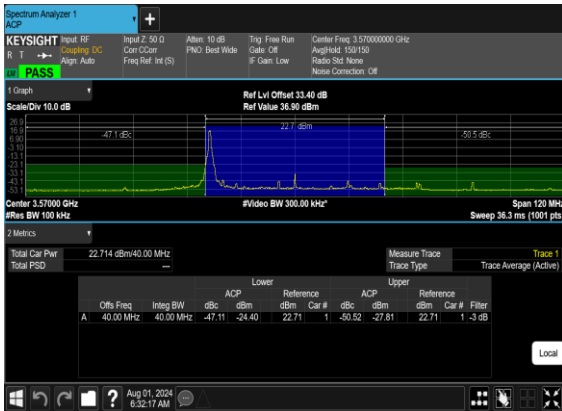 Spectrum Analyzer 1
ACP
KEYSIGHT
R T
LM PASS
Input: RF
Coupling: DC
Align: Auto
Input Z: 50 Ω
Corr CCorr
Freq Ref: Int (S)
Atten: 10 dB
PNO: Best Wide
Trig: Free Run
Gate: Off
IF Gain: Low
Center Freq: 3.570000000 GHz
Avg|Hold: 150/150
Radio Std: None
Noise Correction: Off
1 Graph
Scale/Div 10.0 dB
Ref Lvl Offset 33.40 dB
Ref Value 36.90 dBm
26.9
16.9
6.90
-3.10
-13.1
-23.1
-33.1
-43.1
-53.1
-47.1 dBc
22.7 dBm
-50.5 dBc
Center 3.57000 GHz
#Res BW 100 kHz
#Video BW 300.00 kHz*
Span 120 MHz
Sweep 36.3 ms (1001 pts)
2 Metrics
Total Car Pwr 22.714 dBm/40.00 MHz
Total PSD ---
Measure Trace Trace 1
Trace Type Trace Average (Active)
Lower Upper
ACP Reference ACP Reference
Offs Freq Integ BW dBc dBm dBm Car # dBc dBm dBm Car # Filter
A 40.00 MHz 40.00 MHz -47.11 -24.40 22.71 1 -50.52 -27.81 22.71 1 -3 dB
Local
?
Aug 01, 2024
6:32:17 AM